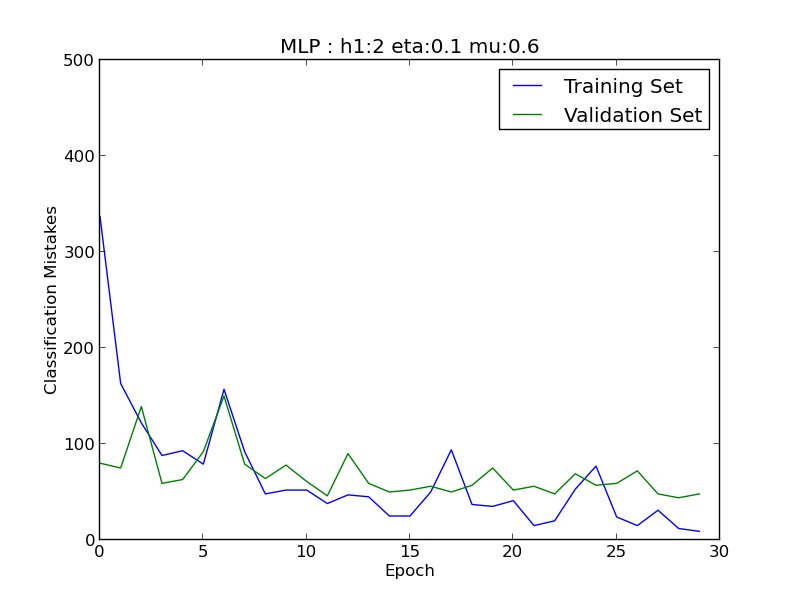 MLP : h1:2 eta:0.1 mu:0.6
500
400
300
200
100
0
Classification Mistakes
Training Set
Validation Set
0 5 10 15 20 25 30
Epoch